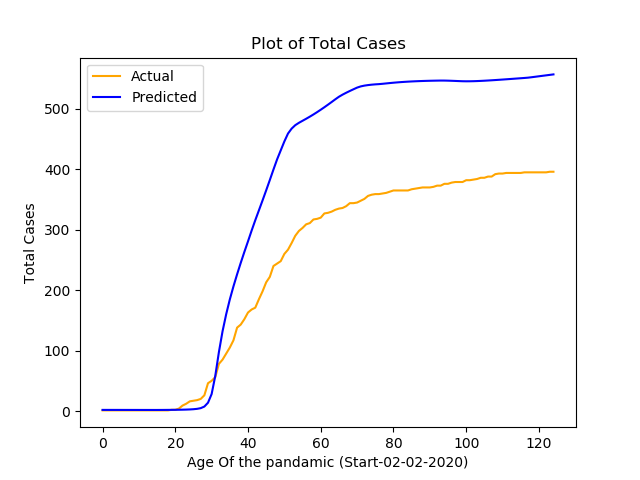 Plot of Total Cases
Actual
Predicted
Total Cases
500
400
300
200
100
0
0 20 40 60 80 100 120
Age Of the pandamic (Start-02-02-2020)